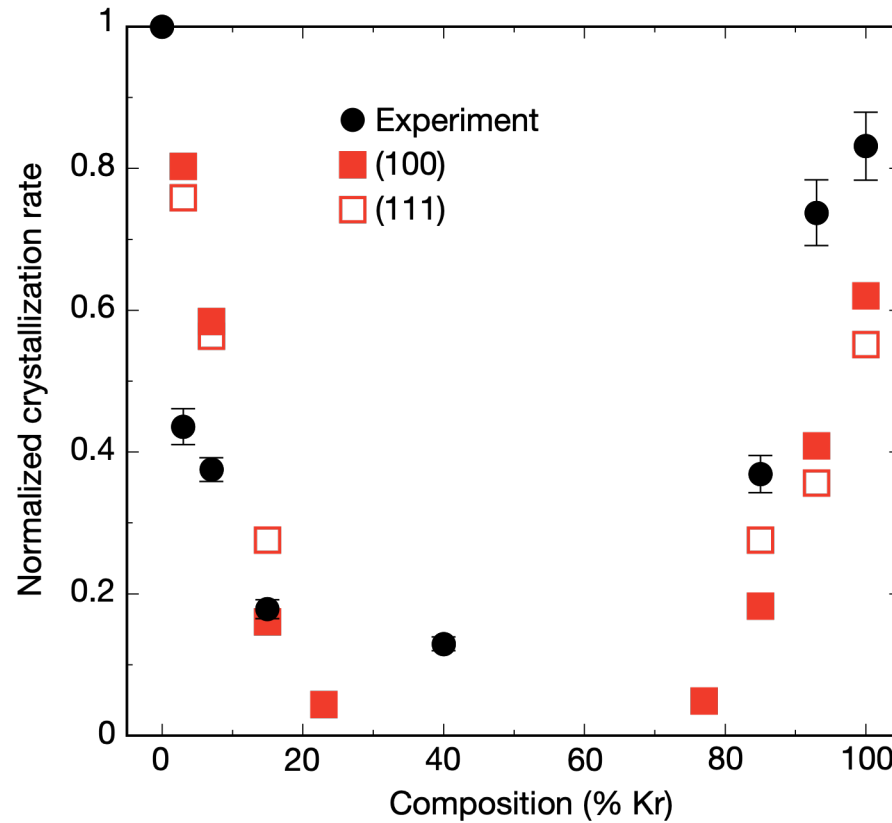 1
0.8
0.6
0.4
0.2
0
Normalized crystallization rate
Experiment
(100)
(111)
0 20 40 60 80 100
Composition (% Kr)